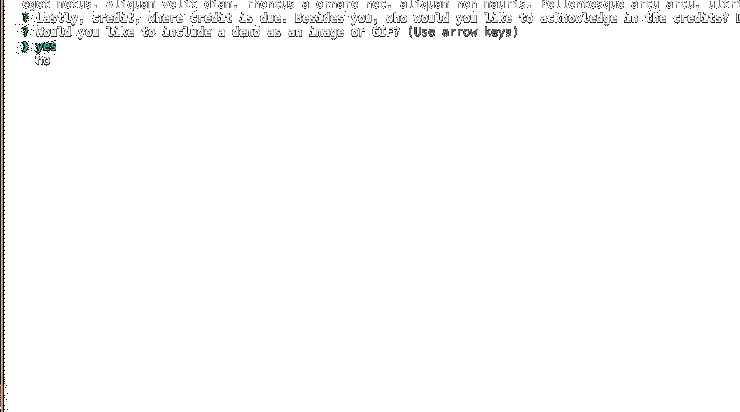 eget metus. Aliquam velit diam, rhoncus a ornare nec, aliquam non mauris. Pellentesque arcu arcu, ultri
? Lastly, credit, where credit is due. Besides you, who would you like to acknowledge in the credits?
? Would you like to include a demo as an image or GIF? (Use arrow keys)
❯ yes
no